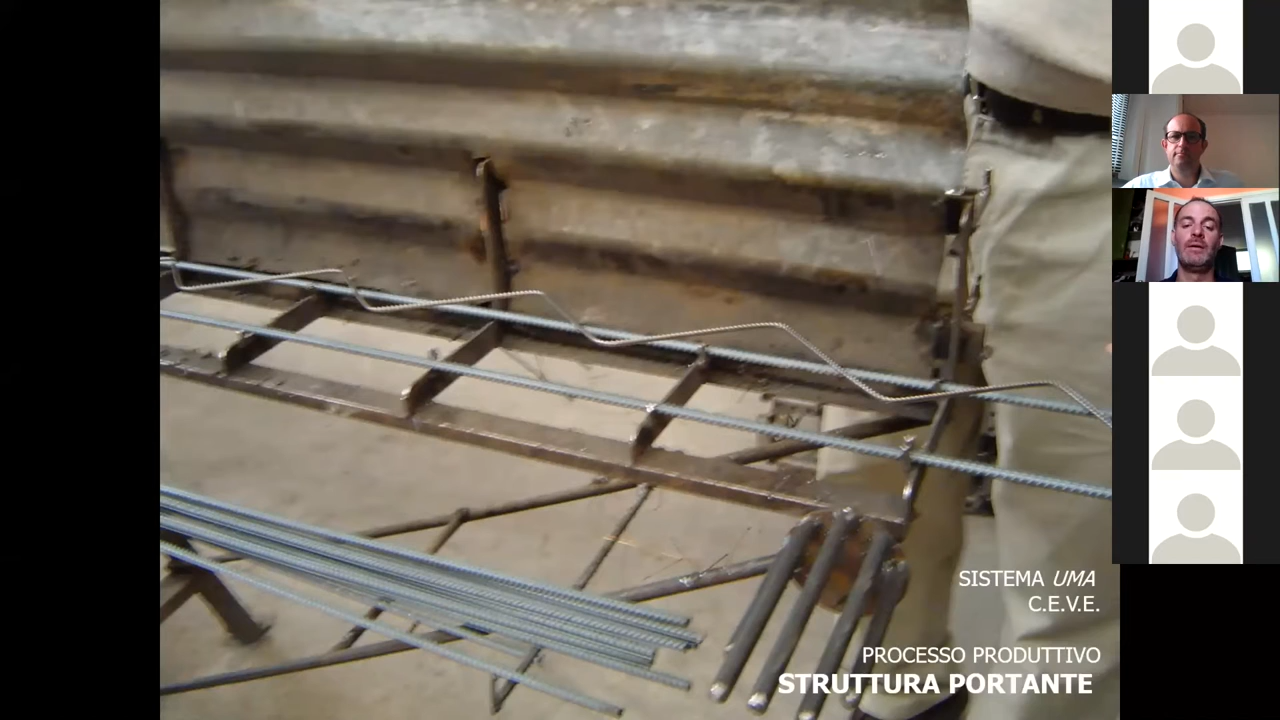 SISTEMA UMA
C.E.V.E.
PROCESSO PRODUTTIVO
STRUTTURA PORTANTE